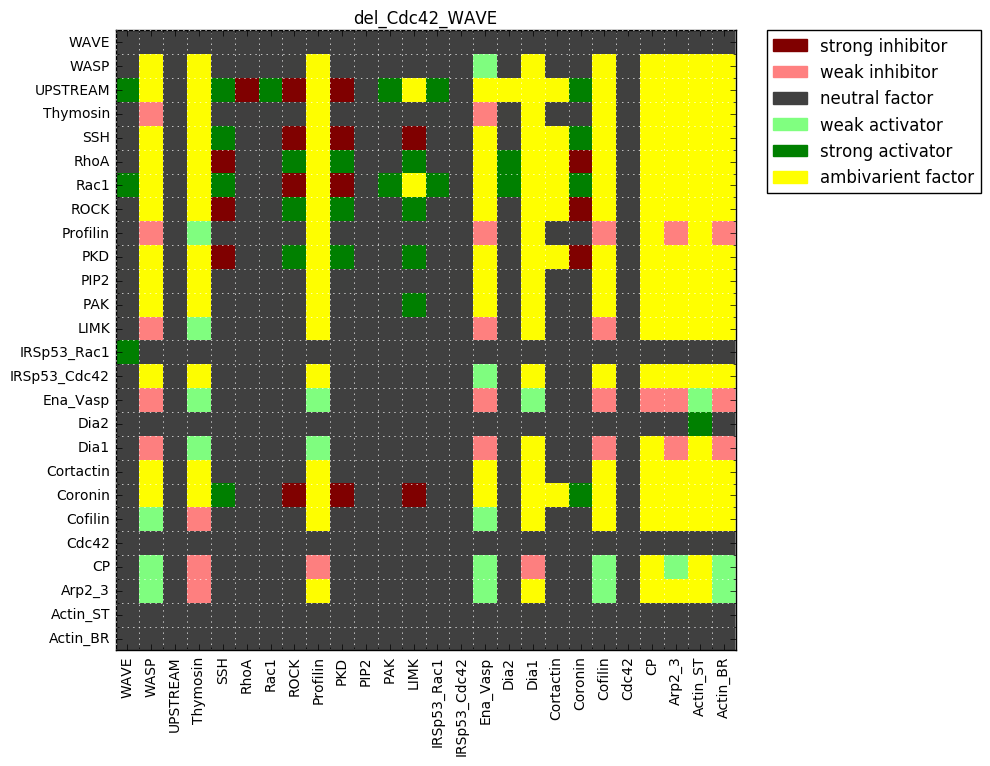 del_Cdc42_WAVE
WAVE
WASP
UPSTREAM
Thymosin
SSH
RhoA
Rac1
ROCK
Profilin
PKD
PIP2
PAK
LIMK
IRSp53_Rac1
IRSp53_Cdc42
Ena_Vasp
Dia2
Dia1
Cortactin
Coronin
Cofilin
Cdc42
CP
Arp2_3
Actin_ST
Actin_BR
WAVE
WASP
UPSTREAM
Thymosin
SSH
RhoA
Rac1
ROCK
Profilin
PKD
PIP2
PAK
LIMK
IRSp53_Rac1
IRSp53_Cdc42
Ena_Vasp
Dia2
Dia1
Cortactin
Coronin
Cofilin
Cdc42
CP
Arp2_3
Actin_ST
Actin_BR
strong inhibitor
weak inhibitor
neutral factor
weak activator
strong activator
ambivarient factor